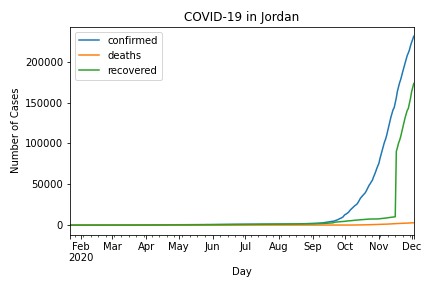 COVID-19 in Jordan
confirmed
deaths
recovered
Number of Cases
200000
150000
100000
50000
0
Feb Mar Apr May Jun Jul Aug Sep Oct Nov Dec
2020
Day